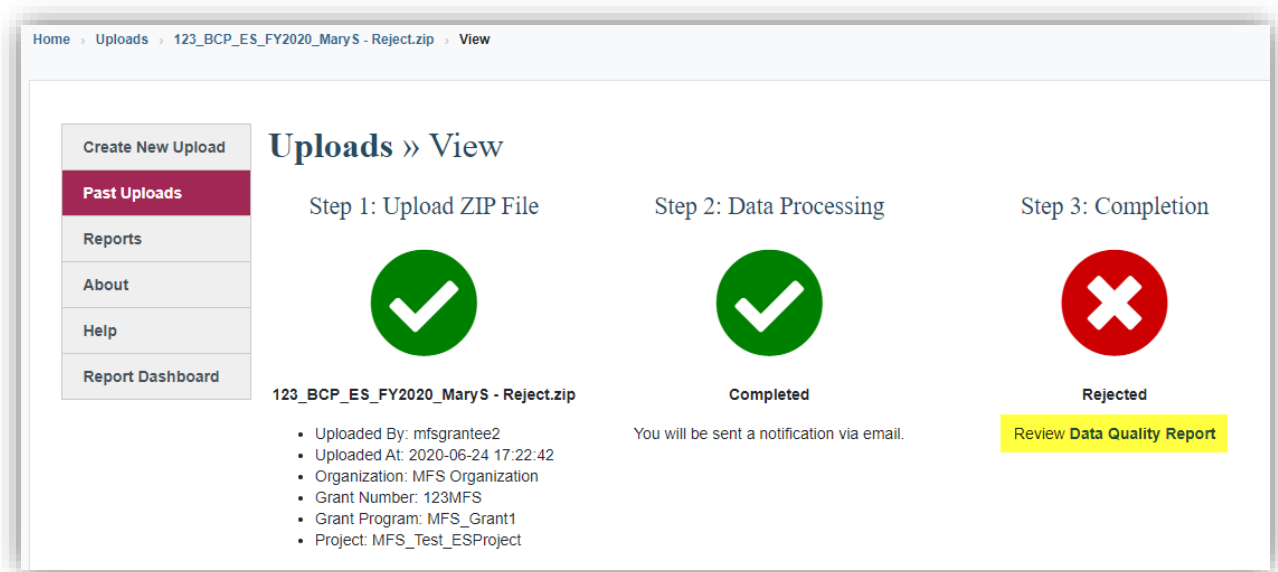 Home › Uploads › 123_BCP_ES_FY2020_MaryS - Reject.zip › View
Create New Upload
Past Uploads
Reports
About
Help
Report Dashboard
Uploads » View
Step 1: Upload ZIP File
123_BCP_ES_FY2020_MaryS - Reject.zip
• Uploaded By: mfsgrantee2
• Uploaded At: 2020-06-24 17:22:42
• Organization: MFS Organization
• Grant Number: 123MFS
• Grant Program: MFS_Grant1
• Project: MFS_Test_ESProject
Step 2: Data Processing
Completed
You will be sent a notification via email.
Step 3: Completion
Rejected
Review Data Quality Report